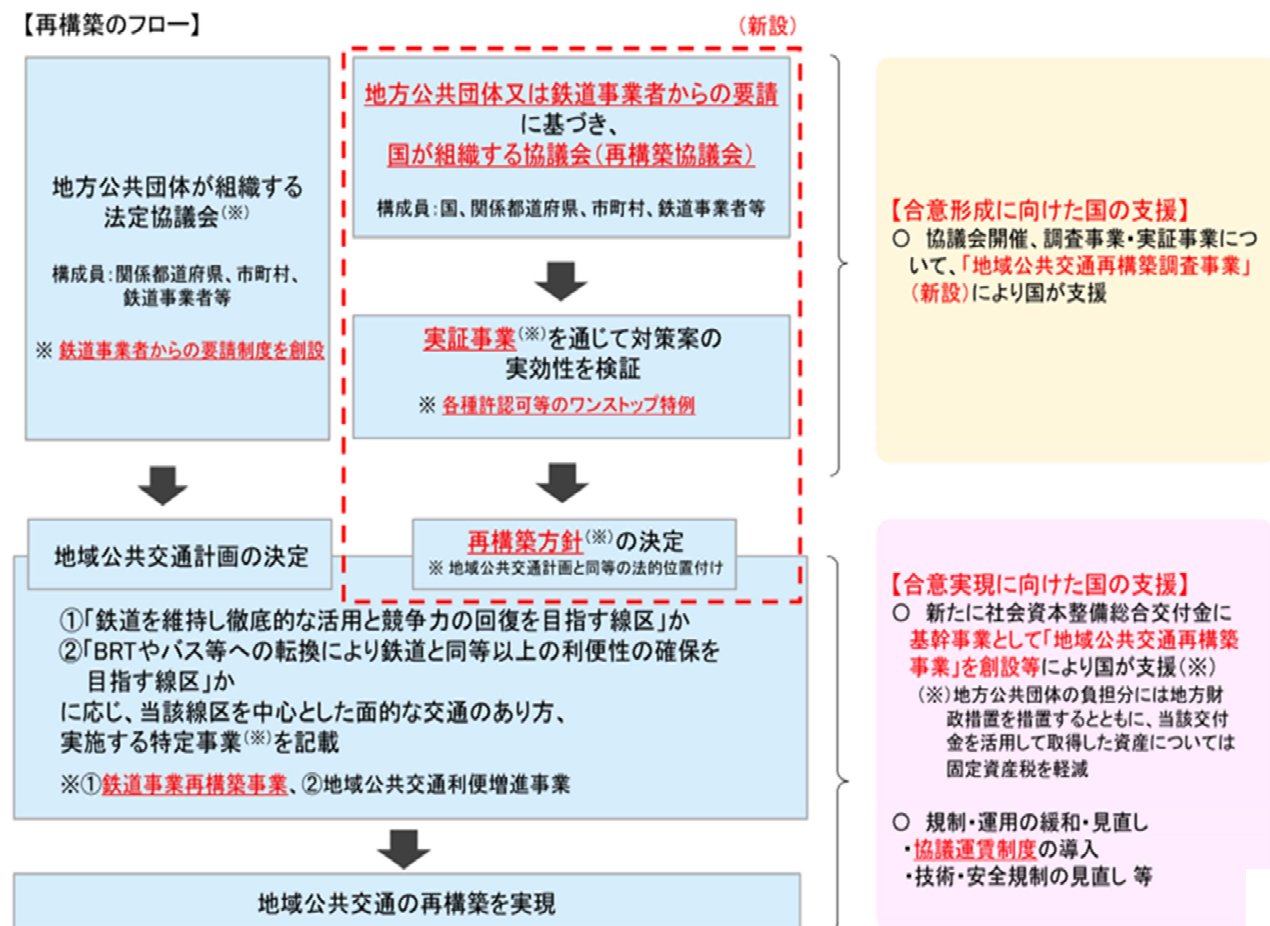 【再構築のフロー】
(新設)
地方公共団体が組織する
法定協議会(※)
構成員：関係都道府県、市町村、
鉄道事業者等
※ 鉄道事業者からの要請制度を創設
地方公共団体又は鉄道事業者からの要請
に基づき、
国が組織する協議会(再構築協議会)
構成員：国、関係都道府県、市町村、鉄道事業者等
実証事業(※)を通じて対策案の
実効性を検証
※ 各種許認可等のワンストップ特例
地域公共交通計画の決定
再構築方針(※)の決定
※ 地域公共交通計画と同等の法的位置付け
①「鉄道を維持し徹底的な活用と競争力の回復を目指す線区」か
②「BRTやバス等への転換により鉄道と同等以上の利便性の確保を
目指す線区」か
に応じ、当該線区を中心とした面的な交通のあり方、
実施する特定事業(※)を記載
※①鉄道事業再構築事業、②地域公共交通利便増進事業
地域公共交通の再構築を実現
【合意形成に向けた国の支援】
○ 協議会開催、調査事業・実証事業につ
いて、「地域公共交通再構築調査事業」
(新設)により国が支援
【合意実現に向けた国の支援】
○ 新たに社会資本整備総合交付金に
基幹事業として「地域公共交通再構築
事業」を創設等により国が支援(※)
(※)地方公共団体の負担分には地方財
政措置を措置するとともに、当該交付
金を活用して取得した資産については
固定資産税を軽減
○ 規制・運用の緩和・見直し
・協議運賃制度の導入
・技術・安全規制の見直し 等